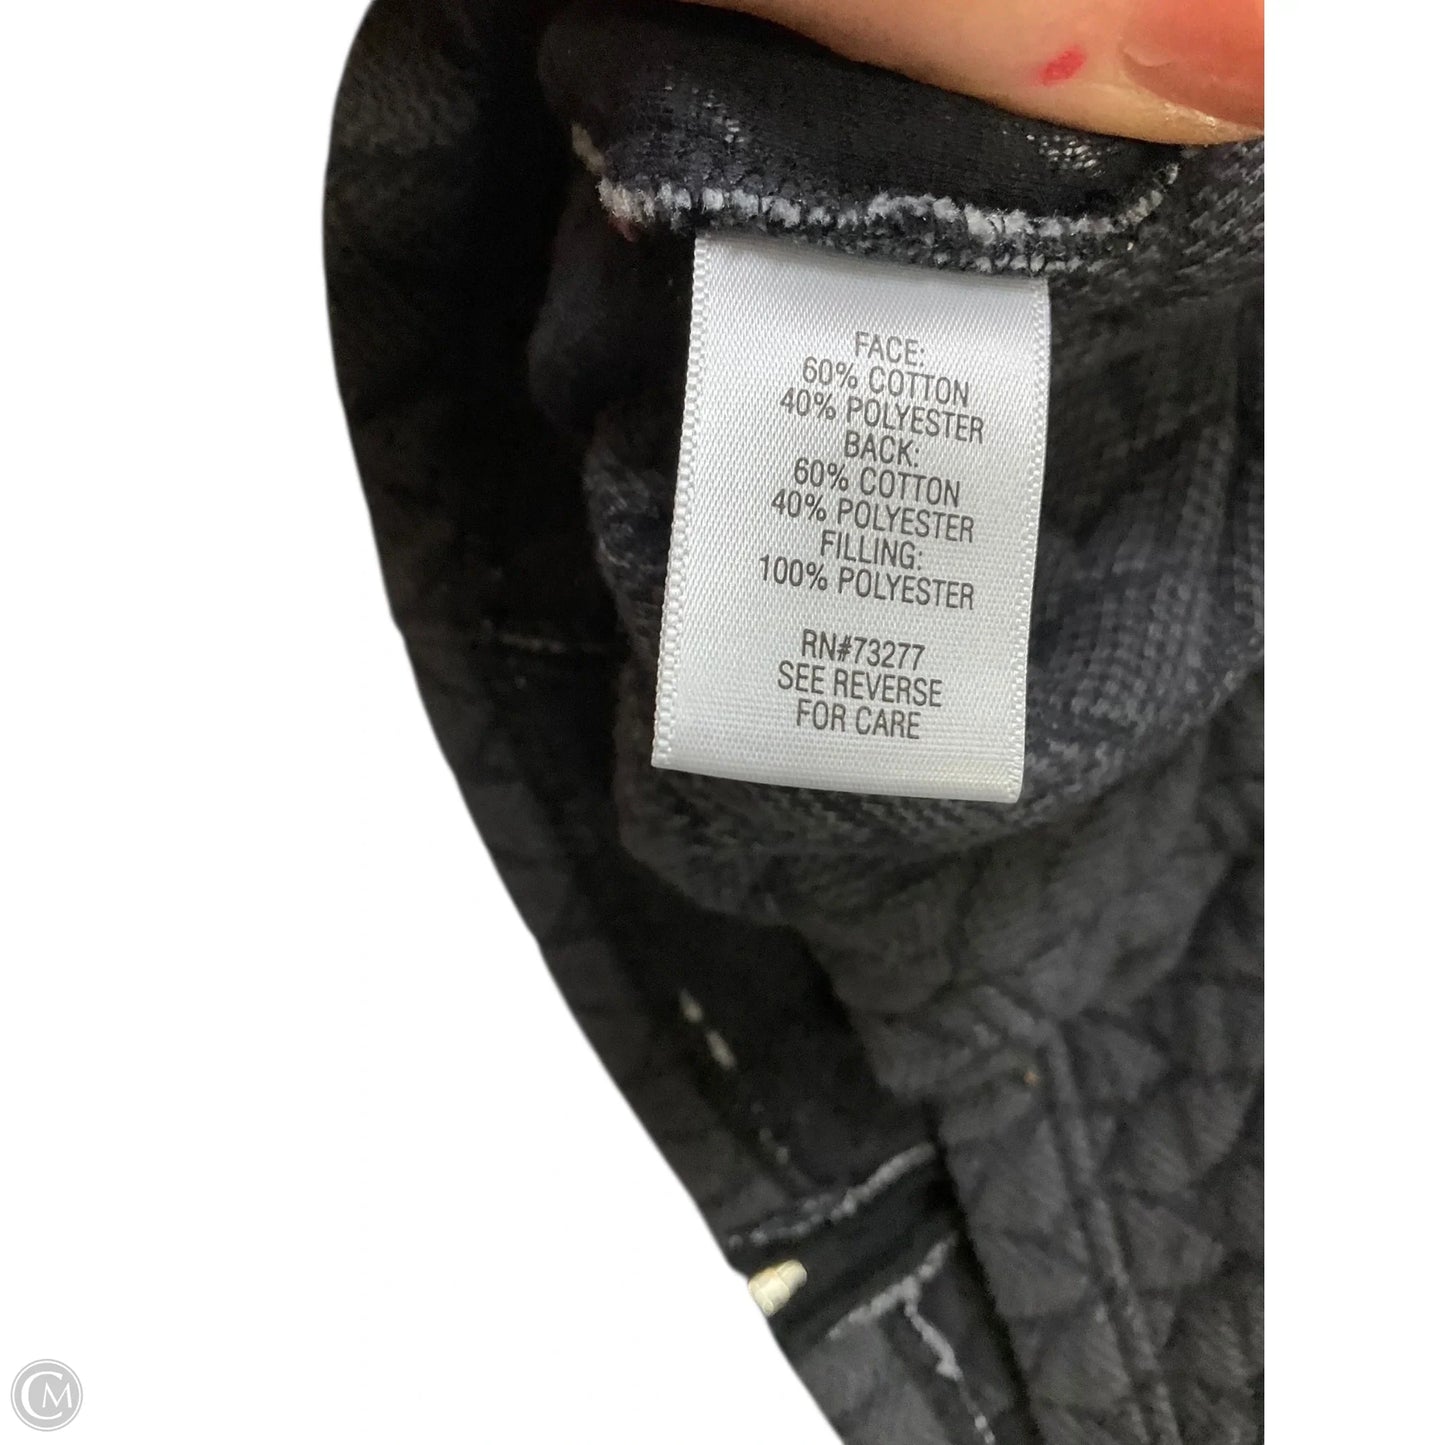 FACE:
60% COTTON
40% POLYESTER
BACK:
60% COTTON
40% POLYESTER
FILLING:
100% POLYESTER
RN#73277
SEE REVERSE
FOR CARE
CM